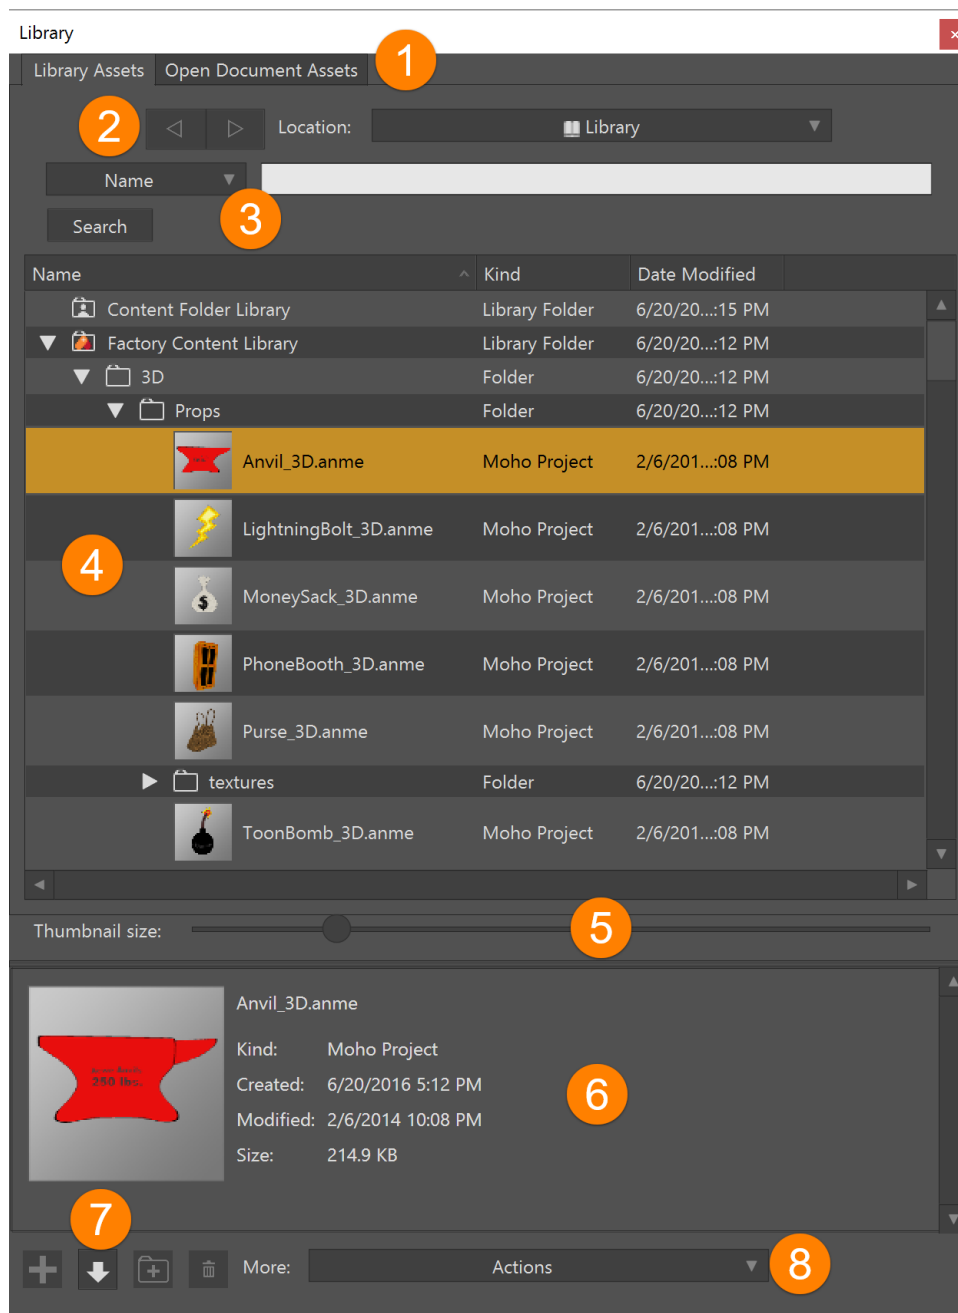 Library
Library Assets Open Document Assets 1
2 Location: Library
Name
Search 3
Name Kind Date Modified
Content Folder Library Library Folder 6/20/20...:15 PM
Factory Content Library Library Folder 6/20/20...:12 PM
3D Folder 6/20/20...:12 PM
Props Folder 6/20/20...:12 PM
Anvil_3D.anme Moho Project 2/6/201...:08 PM
LightningBolt_3D.anme Moho Project 2/6/201...:08 PM
4
MoneySack_3D.anme Moho Project 2/6/201...:08 PM
PhoneBooth_3D.anme Moho Project 2/6/201...:08 PM
Purse_3D.anme Moho Project 2/6/201...:08 PM
textures Folder 6/20/20...:12 PM
ToonBomb_3D.anme Moho Project 2/6/201...:08 PM
Thumbnail size: 5
Anvil_3D.anme
Kind: Moho Project
250 lbs.
Created: 6/20/2016 5:12 PM
6
Modified: 2/6/2014 10:08 PM
Size: 214.9 KB
7
More: Actions 8